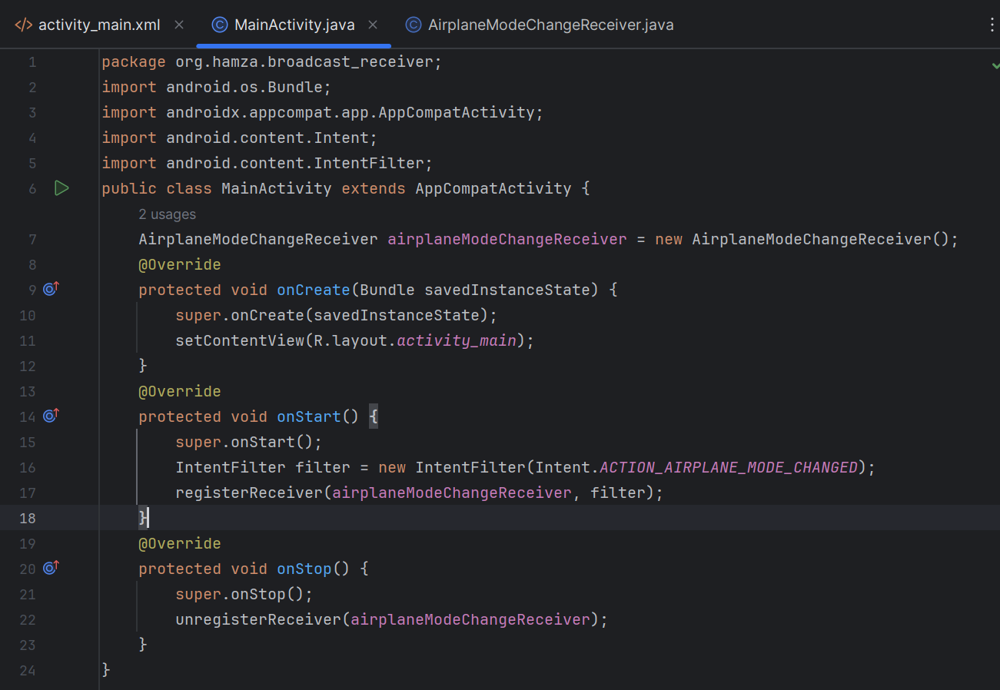 activity_main.xml MainActivity.java AirplaneModeChangeReceiver.java
1 package org.hamza.broadcast_receiver;
2 import android.os.Bundle;
3 import androidx.appcompat.app.AppCompatActivity;
4 import android.content.Intent;
5 import android.content.IntentFilter;
6 public class MainActivity extends AppCompatActivity {
2 usages
7     AirplaneModeChangeReceiver airplaneModeChangeReceiver = new AirplaneModeChangeReceiver();
8     @Override
9     protected void onCreate(Bundle savedInstanceState) {
10         super.onCreate(savedInstanceState);
11         setContentView(R.layout.activity_main);
12     }
13     @Override
14     protected void onStart() {
15         super.onStart();
16         IntentFilter filter = new IntentFilter(Intent.ACTION_AIRPLANE_MODE_CHANGED);
17         registerReceiver(airplaneModeChangeReceiver, filter);
18     }
19     @Override
20     protected void onStop() {
21         super.onStop();
22         unregisterReceiver(airplaneModeChangeReceiver);
23     }
24 }